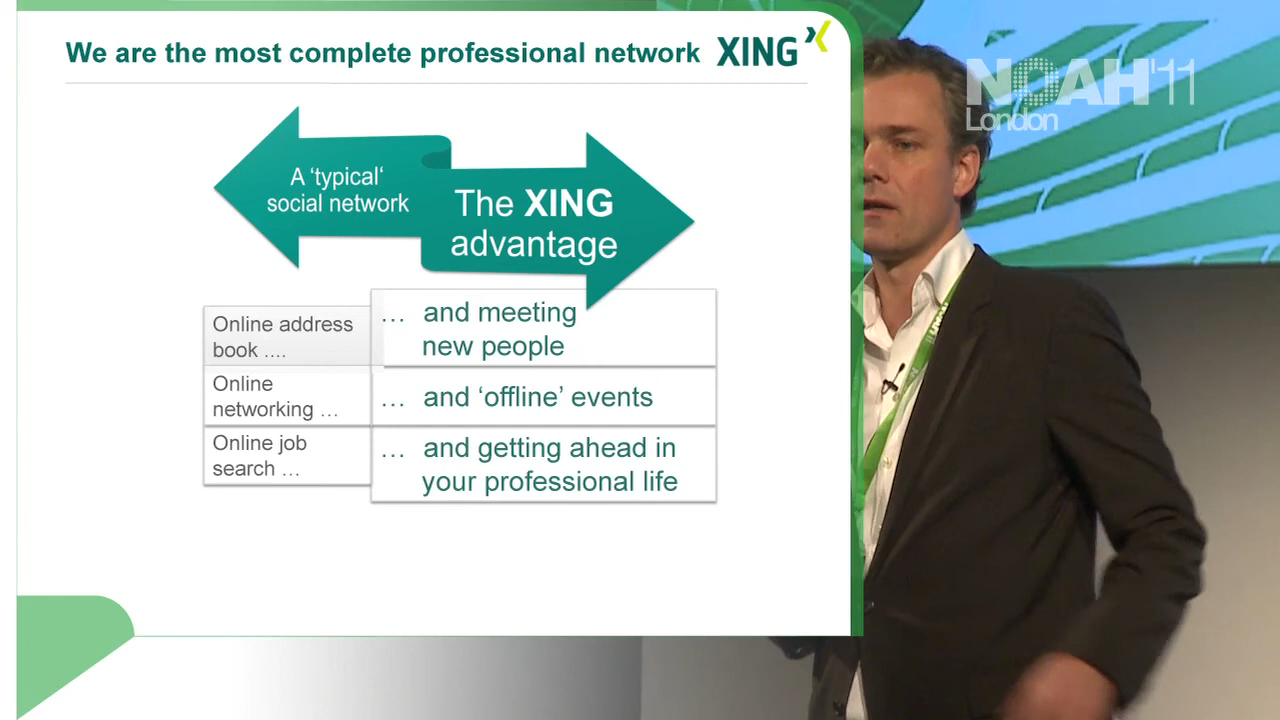 We are the most complete professional network
XING
NOAH'11
London
A ‘typical‘
social network
The XING
advantage
Online address
book ....
… and meeting
new people
Online
networking …
… and ‘offline’ events
Online job
search …
… and getting ahead in
your professional life